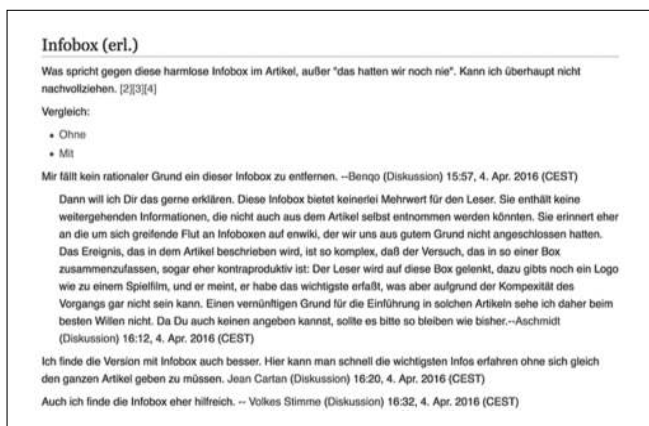 Infobox (erl.)
Was spricht gegen diese harmlose Infobox im Artikel, außer "das hatten wir noch nie". Kann ich überhaupt nicht
nachvollziehen. [2][3][4]
Vergleich:
• Ohne
• Mit
Mir fällt kein rationaler Grund ein dieser Infobox zu entfernen. --Benqo (Diskussion) 15:57, 4. Apr. 2016 (CEST)
Dann will ich Dir das gerne erklären. Diese Infobox bietet keinerlei Mehrwert für den Leser. Sie enthält keine
weitergehenden Informationen, die nicht auch aus dem Artikel selbst entnommen werden könnten. Sie erinnert eher
an die um sich greifende Flut an Infoboxen auf enwiki, der wir uns aus gutem Grund nicht angeschlossen hatten.
Das Ereignis, das in dem Artikel beschrieben wird, ist so komplex, daß der Versuch, das in so einer Box
zusammenzufassen, sogar eher kontraproduktiv ist: Der Leser wird auf diese Box gelenkt, dazu gibts noch ein Logo
wie zu einem Spielfilm, und er meint, er habe das wichtigste erfaßt, was aber aufgrund der Kompexität des
Vorgangs gar nicht sein kann. Einen vernünftigen Grund für die Einführung in solchen Artikeln sehe ich daher beim
besten Willen nicht. Da Du auch keinen angeben kannst, sollte es bitte so bleiben wie bisher.--Aschmidt
(Diskussion) 16:12, 4. Apr. 2016 (CEST)
Ich finde die Version mit Infobox auch besser. Hier kann man schnell die wichtigsten Infos erfahren ohne sich gleich
den ganzen Artikel geben zu müssen. Jean Cartan (Diskussion) 16:20, 4. Apr. 2016 (CEST)
Auch ich finde die Infobox eher hilfreich. -- Volkes Stimme (Diskussion) 16:32, 4. Apr. 2016 (CEST)